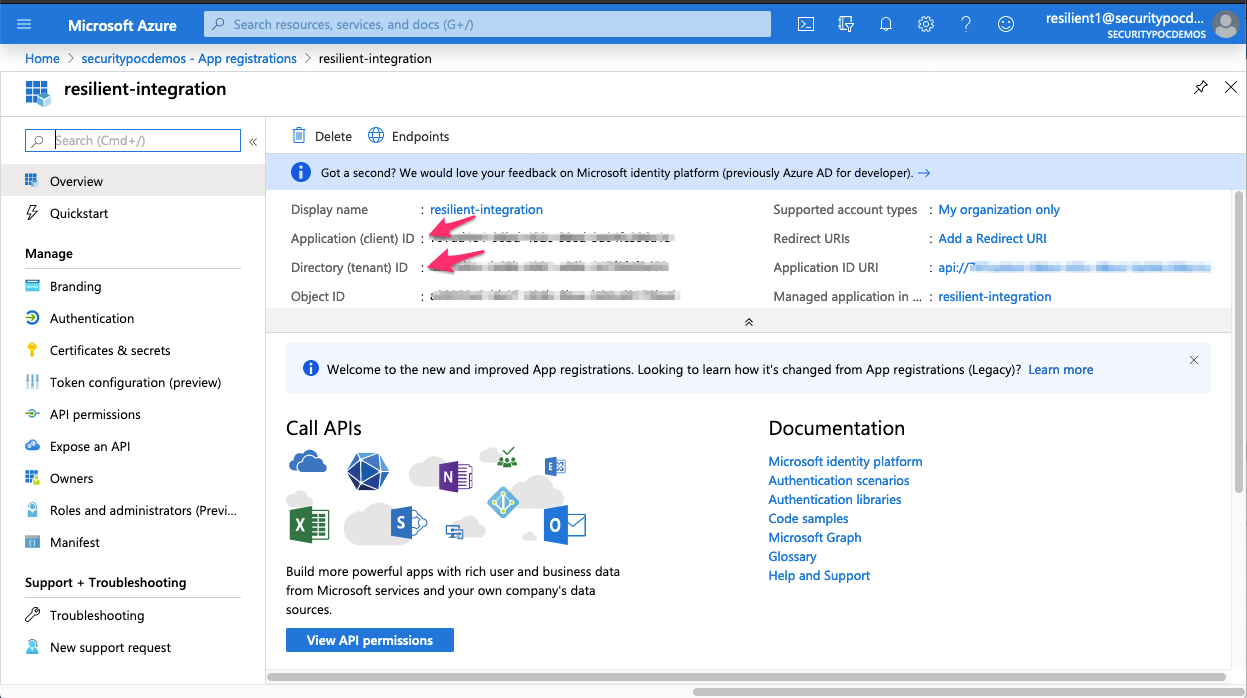 Microsoft Azure
Search resources, services, and docs (G+/)
resilient1@securitypocd...
SECURITYPOCDEMOS
Home > securitypocdemos - App registrations > resilient-integration
resilient-integration
Search (Cmd+/)
«
Overview
Quickstart
Manage
Branding
Authentication
Certificates & secrets
Token configuration (preview)
API permissions
Expose an API
Owners
Roles and administrators (Previ...
Manifest
Support + Troubleshooting
Troubleshooting
New support request
Delete
Endpoints
Got a second? We would love your feedback on Microsoft identity platform (previously Azure AD for developer). →
Display name : resilient-integration
Application (client) ID :
Directory (tenant) ID :
Object ID :
Supported account types : My organization only
Redirect URIs : Add a Redirect URI
Application ID URI : api://
Managed application in ... : resilient-integration
Welcome to the new and improved App registrations. Looking to learn how it's changed from App registrations (Legacy)? Learn more
Call APIs
N
E
X
S
O
Build more powerful apps with rich user and business data
from Microsoft services and your own company's data
sources.
View API permissions
Documentation
Microsoft identity platform
Authentication scenarios
Authentication libraries
Code samples
Microsoft Graph
Glossary
Help and Support